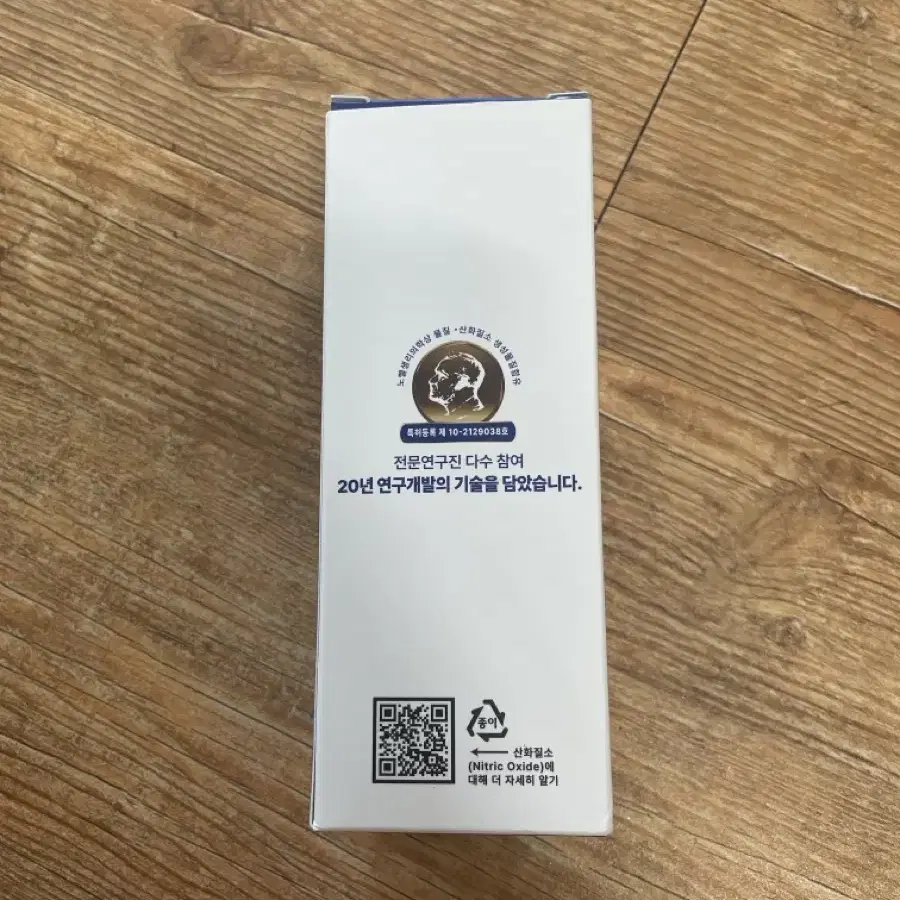 노벨생리의학상 물질 · 산화질소 생성물질함유
특허등록 제 10-2129038호
전문연구진 다수 참여
20년 연구개발의 기술을 담았습니다.
종이
산화질소
(Nitric Oxide)에
대해 더 자세히 알기